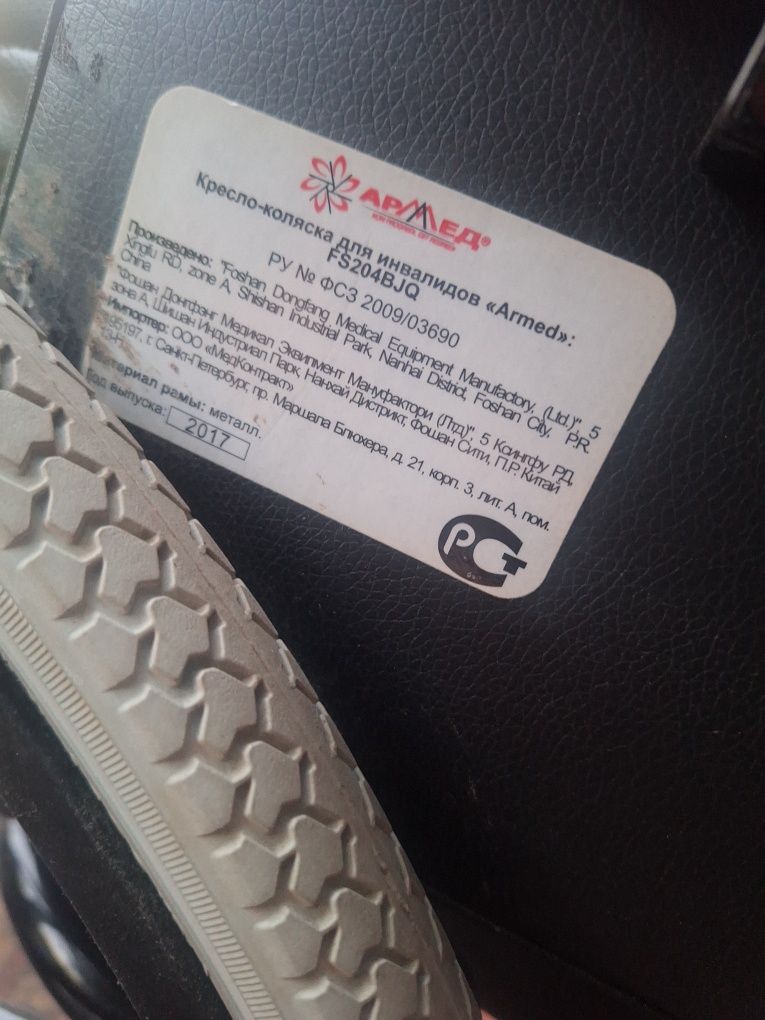 АРМЕД®
Кресло-коляска для инвалидов «Armed»:
FS204BJQ
РУ № ФСЗ 2009/03690
Произведено: "Foshan Dongfang Medical Equipment Manufactory, (Ltd.)", 5
Xingfu RD, zone A, Shishan Industrial Park, Nanhai District, Foshan City, P.R.
China
"Фошан Донгфэнг Медикал Эквипмент Мануфактори (Лтд)", 5 Ксингфу РД,
зона А, Шишан Индустриал Парк, Нанхай Дистрикт, Фошан Сити, П.Р. Китай
Импортер: ООО «МедКонтракт»
195197, г. Санкт-Петербург, пр. Маршала Блюхера, д. 21, корп. 3, лит. А, пом.
Материал рамы: металл.
Год выпуска: 2017
РСТ